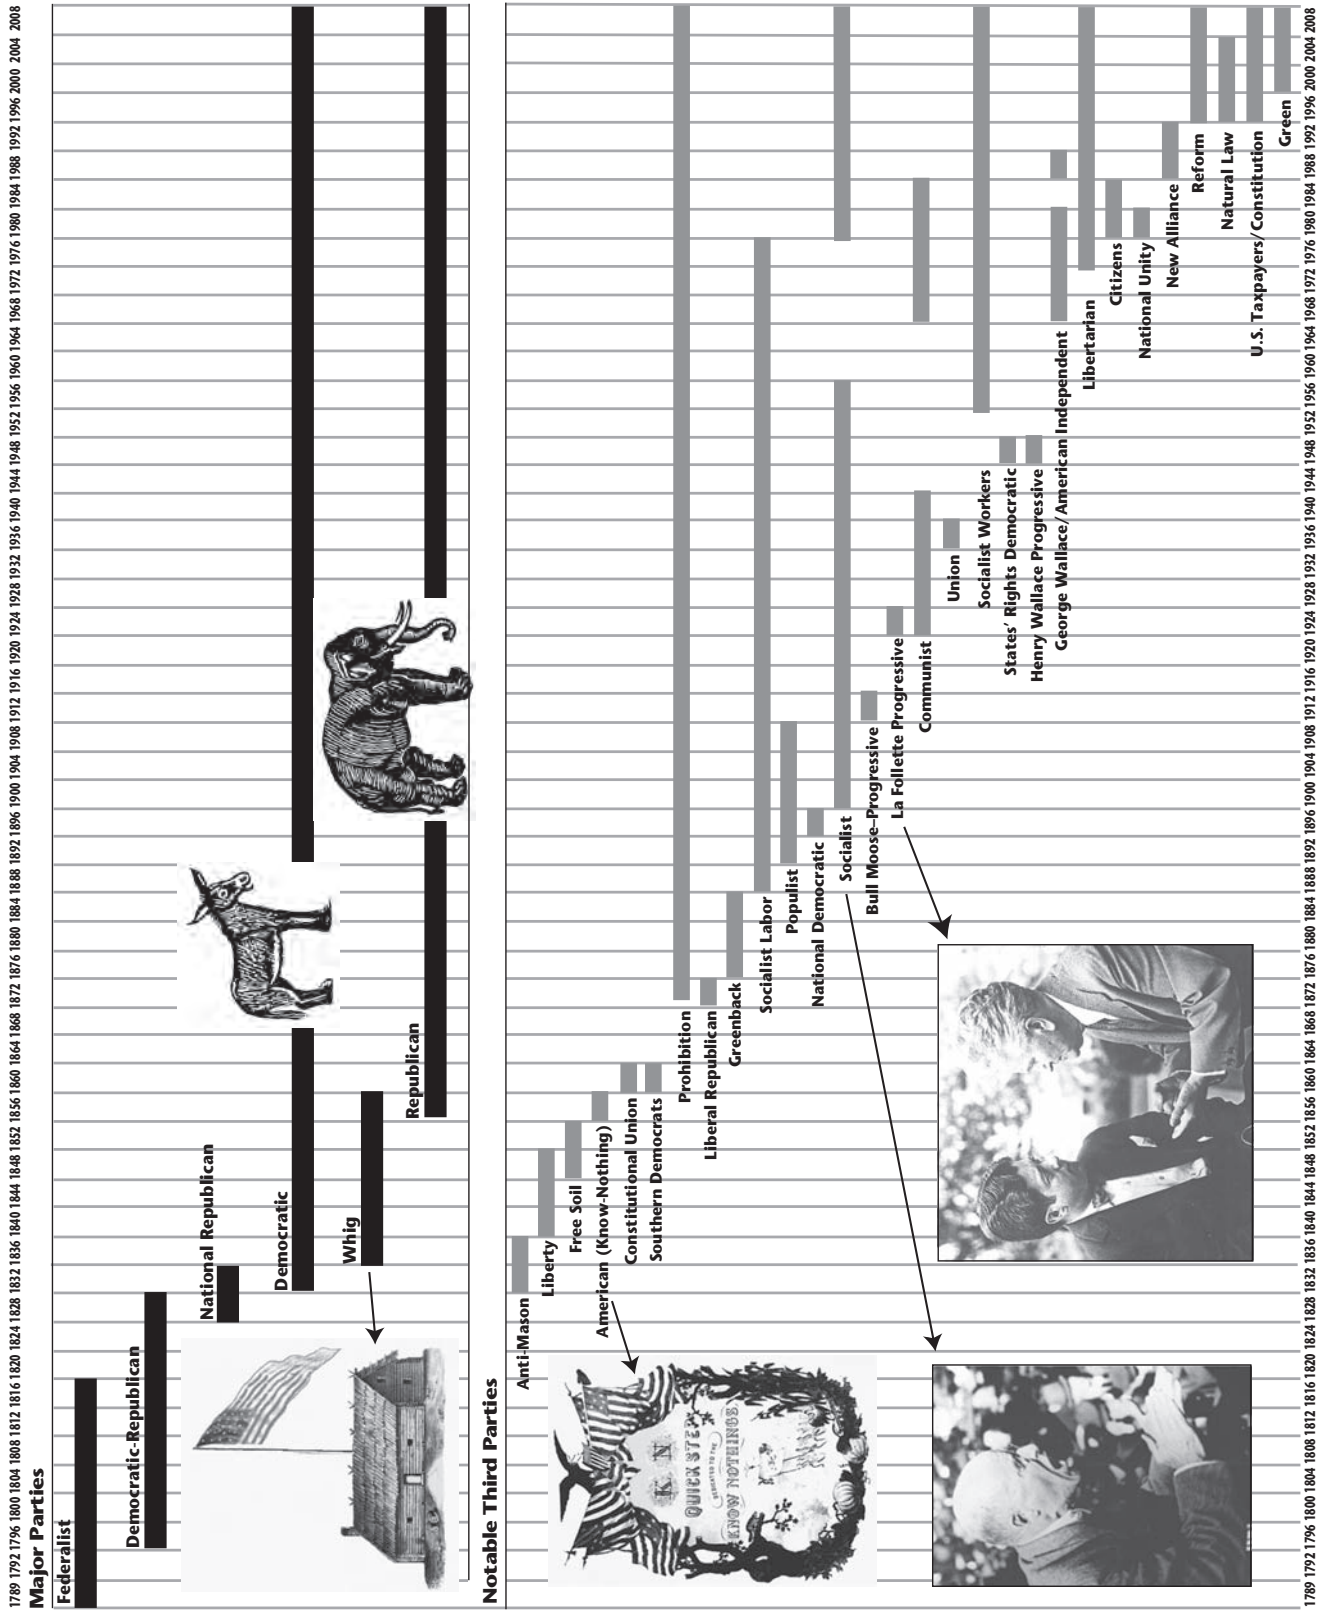 1789 1792 1796 1800 1804 1808 1812 1816 1820 1824 1828 1832 1836 1840 1844 1848 1852 1856 1860 1864 1868 1872 1876 1880 1884 1888 1892 1896 1900 1904 1908 1912 1916 1920 1924 1928 1932 1936 1940 1944 1948 1952 1956 1960 1964 1968 1972 1976 1980 1984 1988 1992 1996 2000 2004 2008
Major Parties
Federalist
Democratic-Republican
National Republican
Democratic
Whig
Republican
Notable Third Parties
Anti-Mason
Liberty
Free Soil
American (Know-Nothing)
Constitutional Union
Southern Democrats
Prohibition
Liberal Republican
Greenback
Socialist Labor
Populist
National Democratic
Socialist
Bull Moose–Progressive
La Follette Progressive
Communist
Union
Socialist Workers
States' Rights Democratic
Henry Wallace Progressive
George Wallace/American Independent
Libertarian
Citizens
National Unity
New Alliance
Reform
Natural Law
U.S. Taxpayers/Constitution
Green
K N
QUICK STEP
DEDICATED TO THE
KNOW NOTHINGS
1789 1792 1796 1800 1804 1808 1812 1816 1820 1824 1828 1832 1836 1840 1844 1848 1852 1856 1860 1864 1868 1872 1876 1880 1884 1888 1892 1896 1900 1904 1908 1912 1916 1920 1924 1928 1932 1936 1940 1944 1948 1952 1956 1960 1964 1968 1972 1976 1980 1984 1988 1992 1996 2000 2004 2008